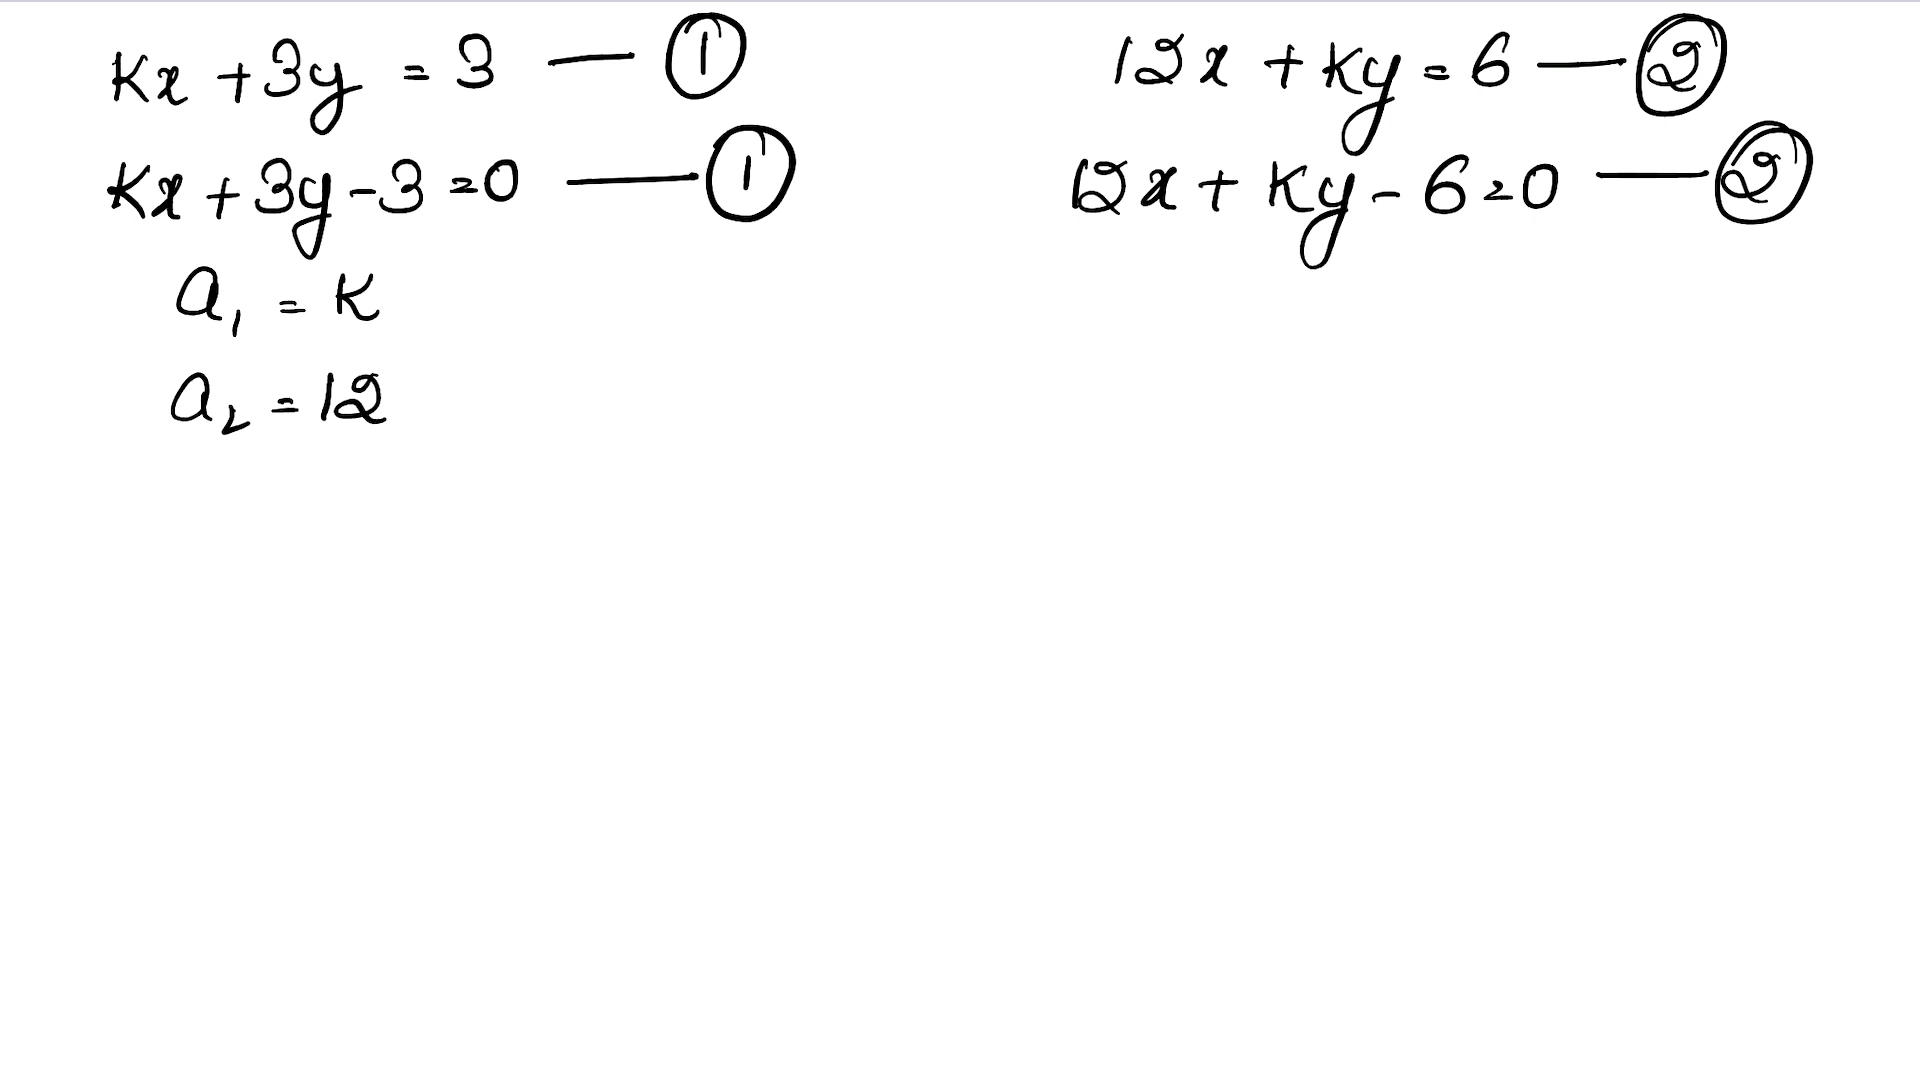 Kx + 3y = 3 — ①
12x + Ky = 6 — ②
Kx + 3y - 3 = 0 — ①
12x + Ky - 6 = 0 — ②
a₁ = K
a₂ = 12